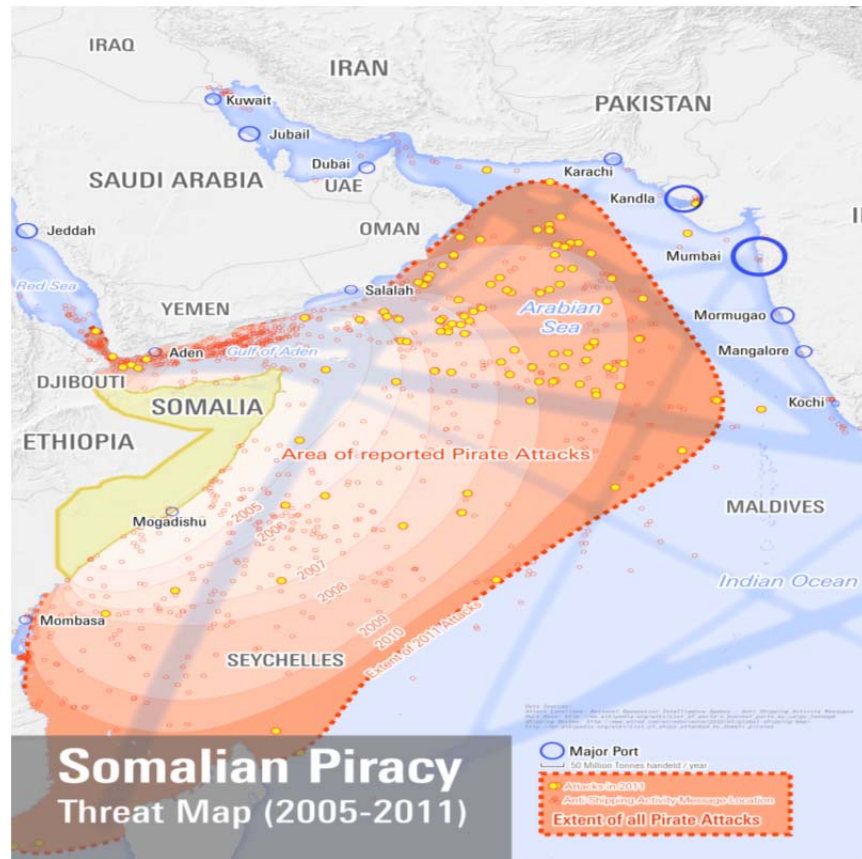 IRAQ
IRAN
PAKISTAN
Kuwait
Jubail
Dubai
UAE
SAUDI ARABIA
Karachi
Kandla
OMAN
Jeddah
Mumbai
Red Sea
Salalah
YEMEN
Arabian
Sea
Mormugao
Aden
Gulf of Aden
Mangalore
DJIBOUTI
SOMALIA
Kochi
ETHIOPIA
Area of reported Pirate Attacks
MALDIVES
Mogadishu
2005
2006
2007
2008
2009
2010
Extent of 2011 Attacks
Indian Ocean
Mombasa
SEYCHELLES
Data Sources:
Somalian Piracy
Threat Map (2005-2011)
Major Port
50 Million Tonnes handeld / year
Attacks in 2011
Anti-Shipping Activity Message Location
Extent of all Pirate Attacks